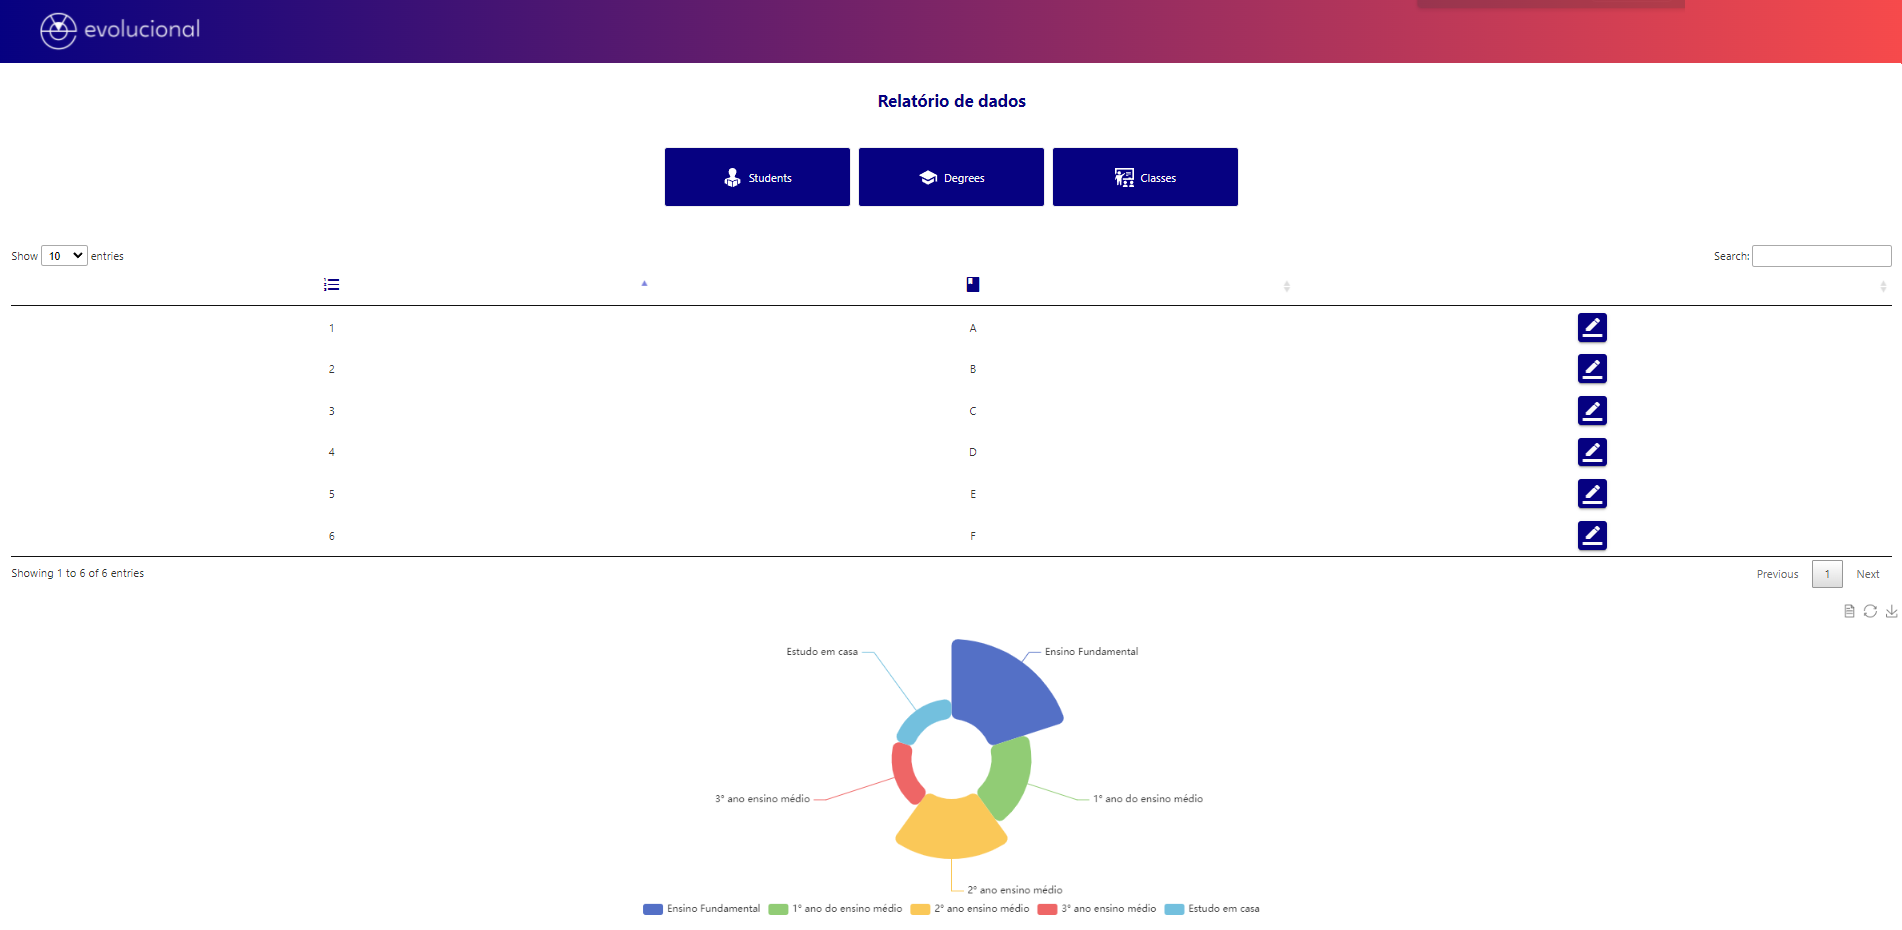 evolucional
Relatório de dados
Students Degrees Classes
Show 10 entries Search:
1 A
2 B
3 C
4 D
5 E
6 F
Showing 1 to 6 of 6 entries Previous 1 Next
Estudo em casa Ensino Fundamental
3° ano ensino médio 1° ano do ensino médio
2° ano ensino médio
Ensino Fundamental 1° ano do ensino médio 2° ano ensino médio 3° ano ensino médio Estudo em casa